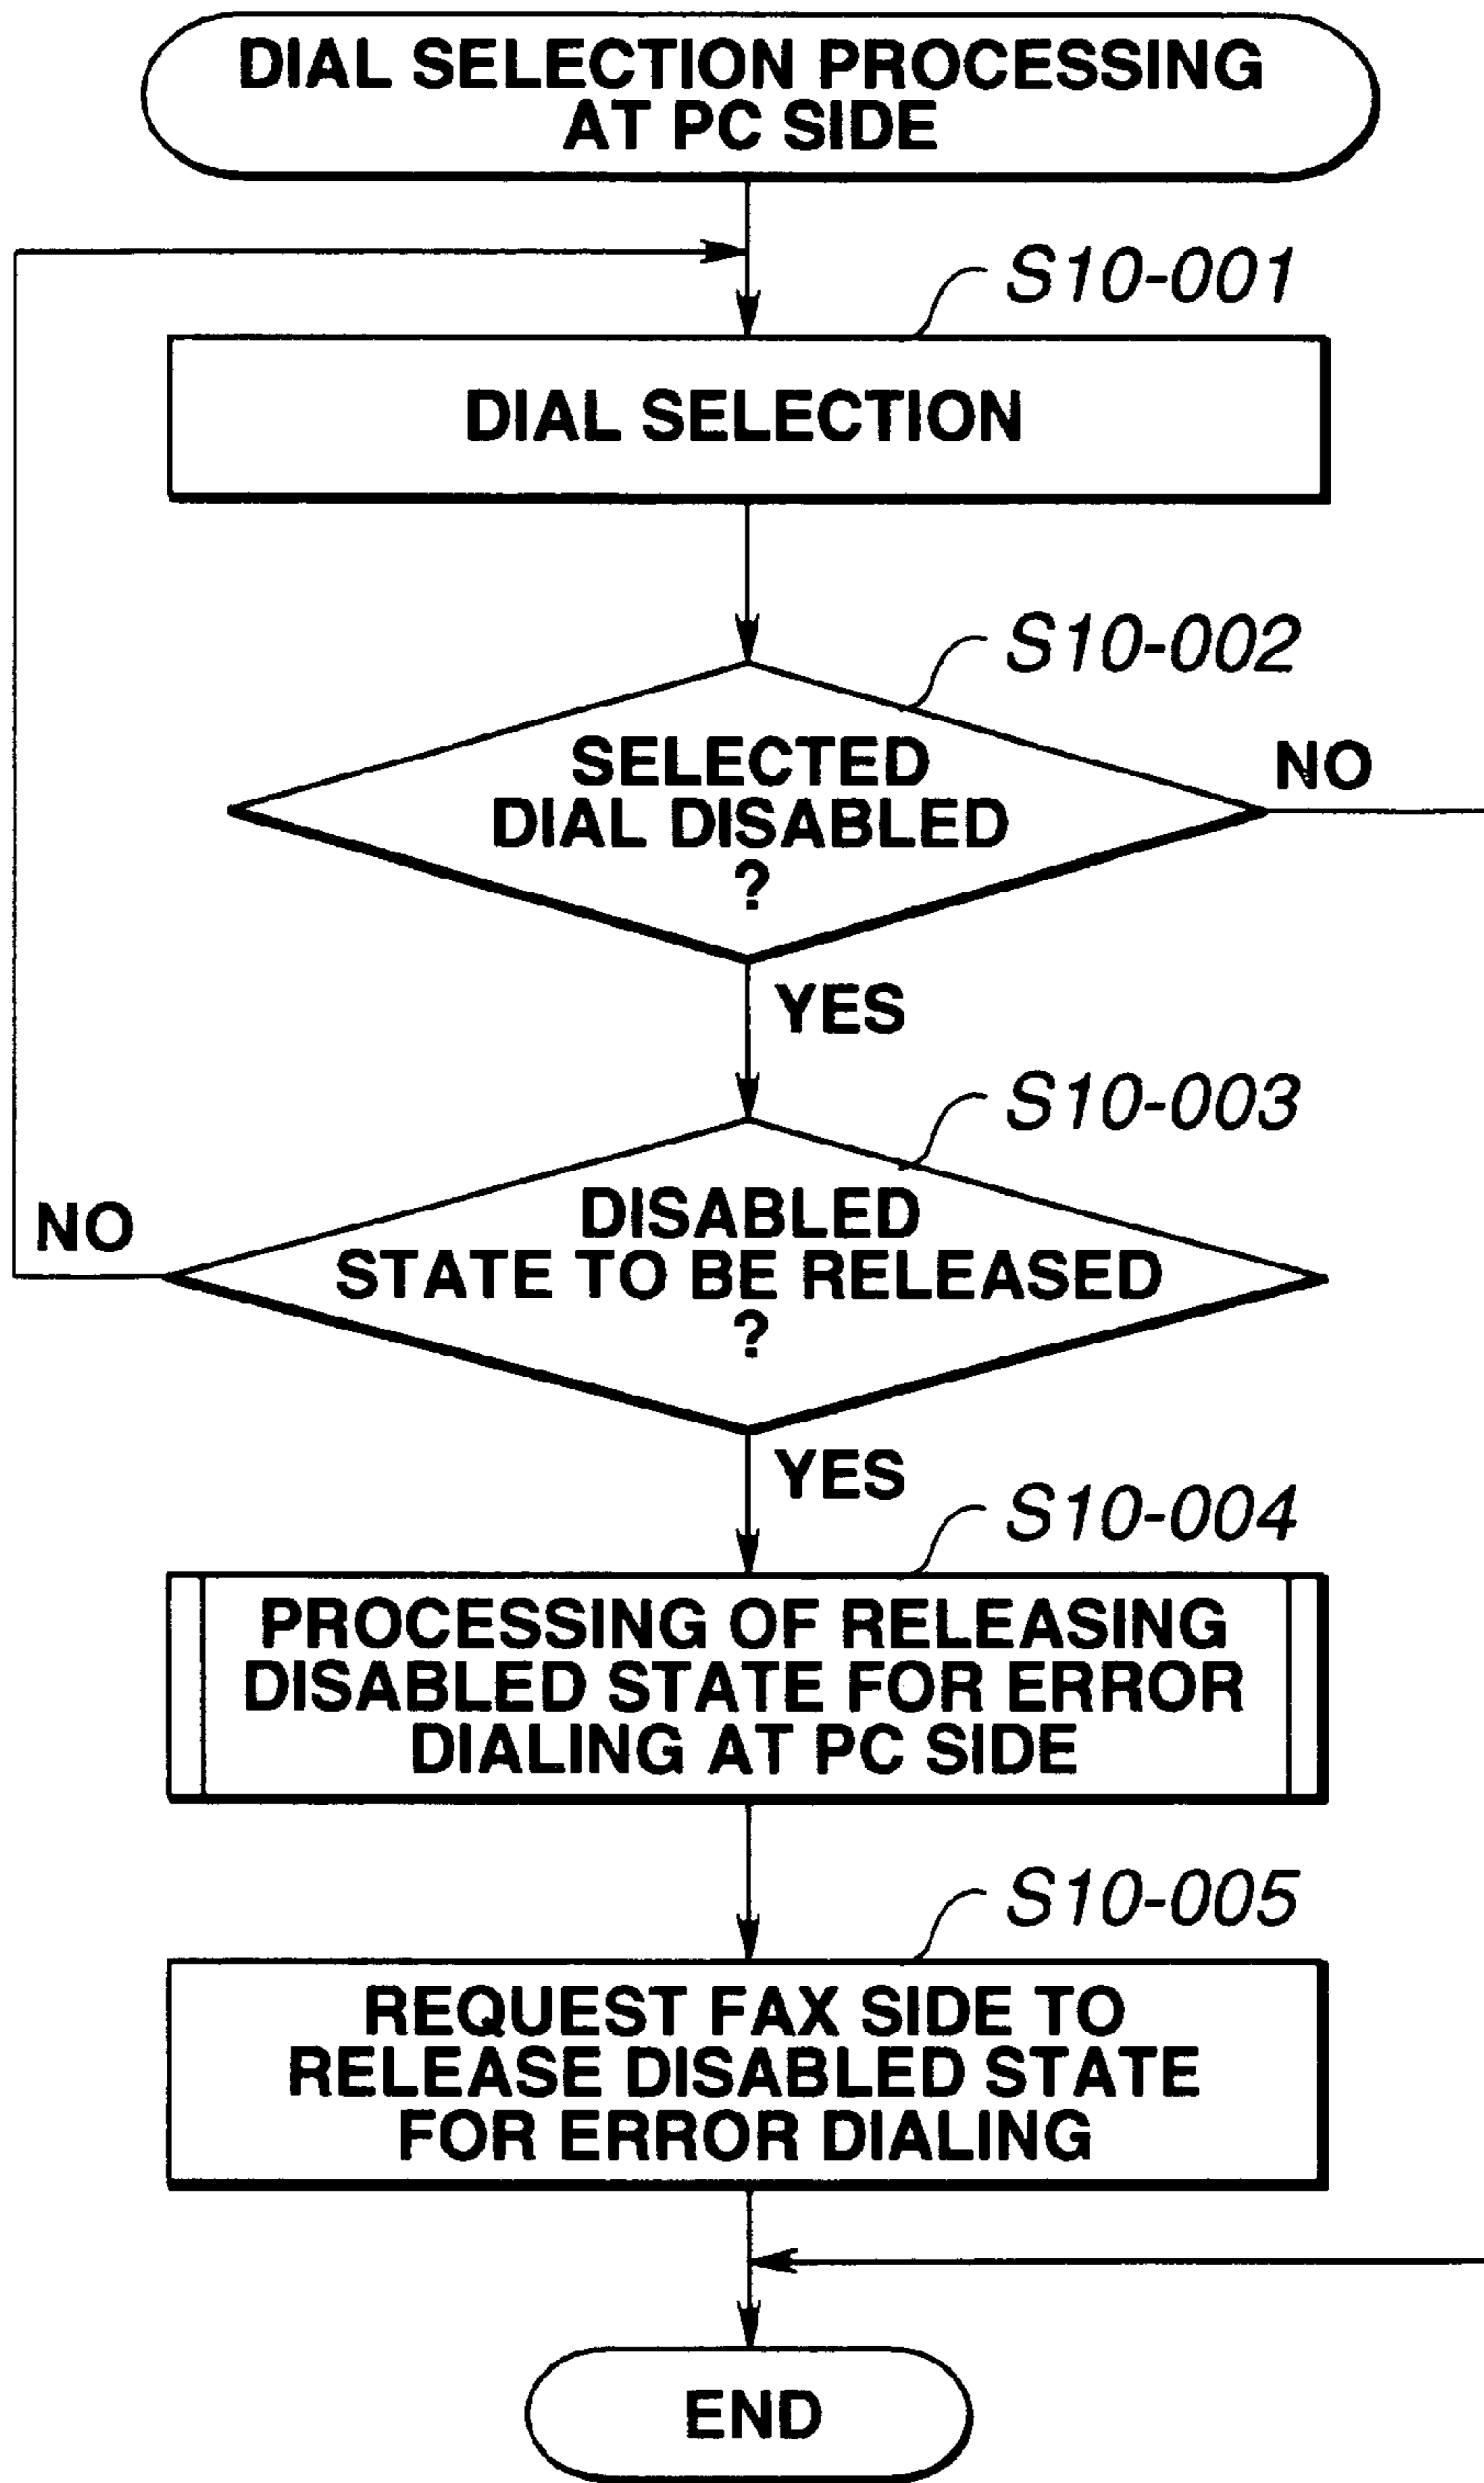 DIAL SELECTION PROCESSING
AT PC SIDE
S10-001
DIAL SELECTION
S10-002
SELECTED
DIAL DISABLED
?
NO
YES
S10-003
DISABLED
STATE TO BE RELEASED
?
NO
YES
S10-004
PROCESSING OF RELEASING
DISABLED STATE FOR ERROR
DIALING AT PC SIDE
S10-005
REQUEST FAX SIDE TO
RELEASE DISABLED STATE
FOR ERROR DIALING
END